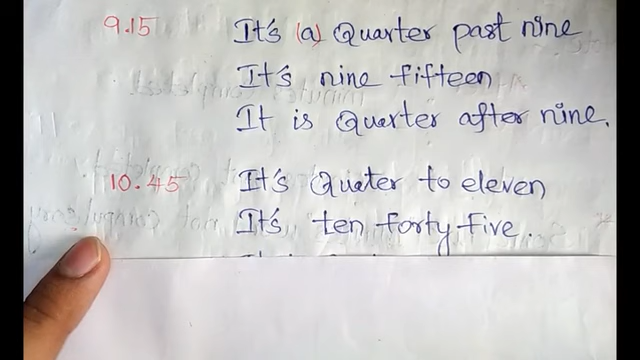 9.15 It's (a) Quarter past nine
It's nine fifteen
It is Quarter after nine.
10.45 It's Quater to eleven
It's ten forty five.